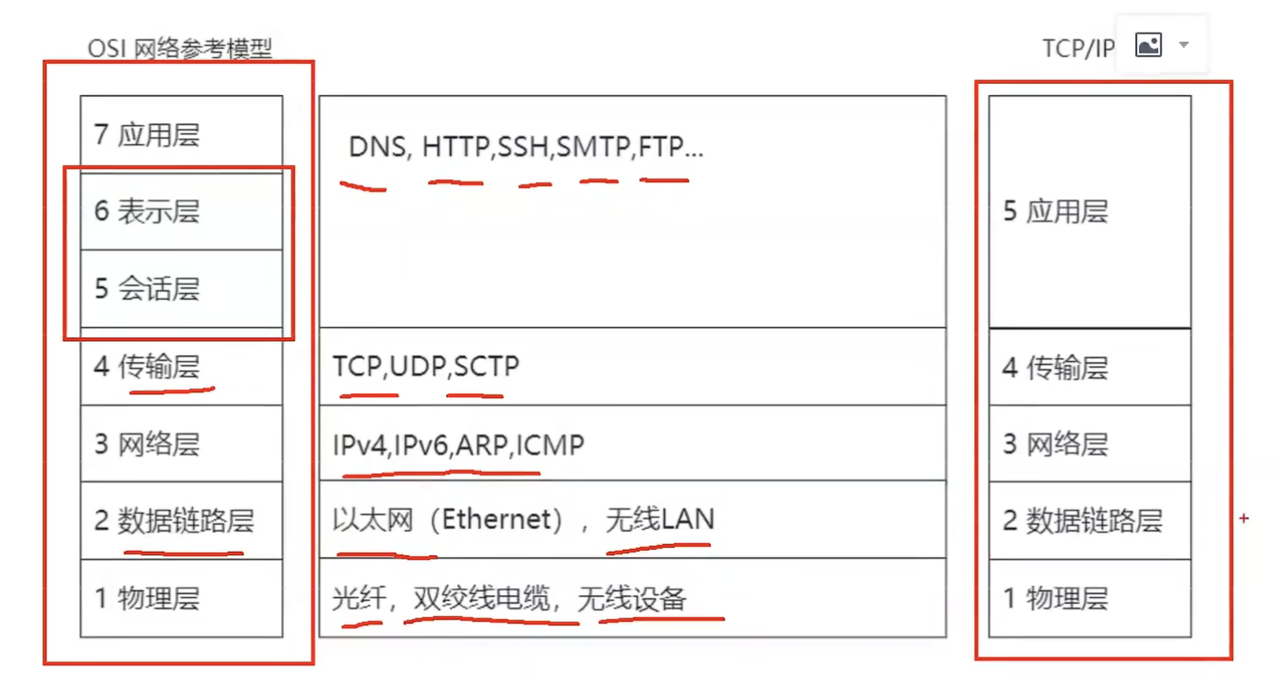 OSI 网络参考模型
TCP/IP
7 应用层
DNS, HTTP,SSH,SMTP,FTP...
6 表示层
5 应用层
5 会话层
4 传输层
TCP,UDP,SCTP
4 传输层
3 网络层
IPv4,IPv6,ARP,ICMP
3 网络层
2 数据链路层
以太网（Ethernet），无线LAN
2 数据链路层
1 物理层
光纤，双绞线电缆，无线设备
1 物理层